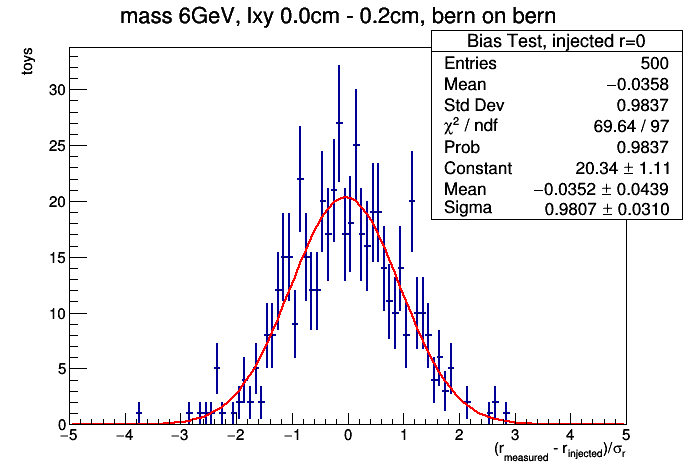 mass 6GeV, lxy 0.0cm - 0.2cm, bern on bern
Bias Test, injected r=0
Entries 500
Mean −0.0358
Std Dev 0.9837
χ² / ndf 69.64 / 97
Prob 0.9837
Constant 20.34 ± 1.11
Mean −0.0352 ± 0.0439
Sigma 0.9807 ± 0.0310
toys
30
25
20
15
10
5
0
−5 −4 −3 −2 −1 0 1 2 3 4 5
(r_measured - r_injected)/σ_r